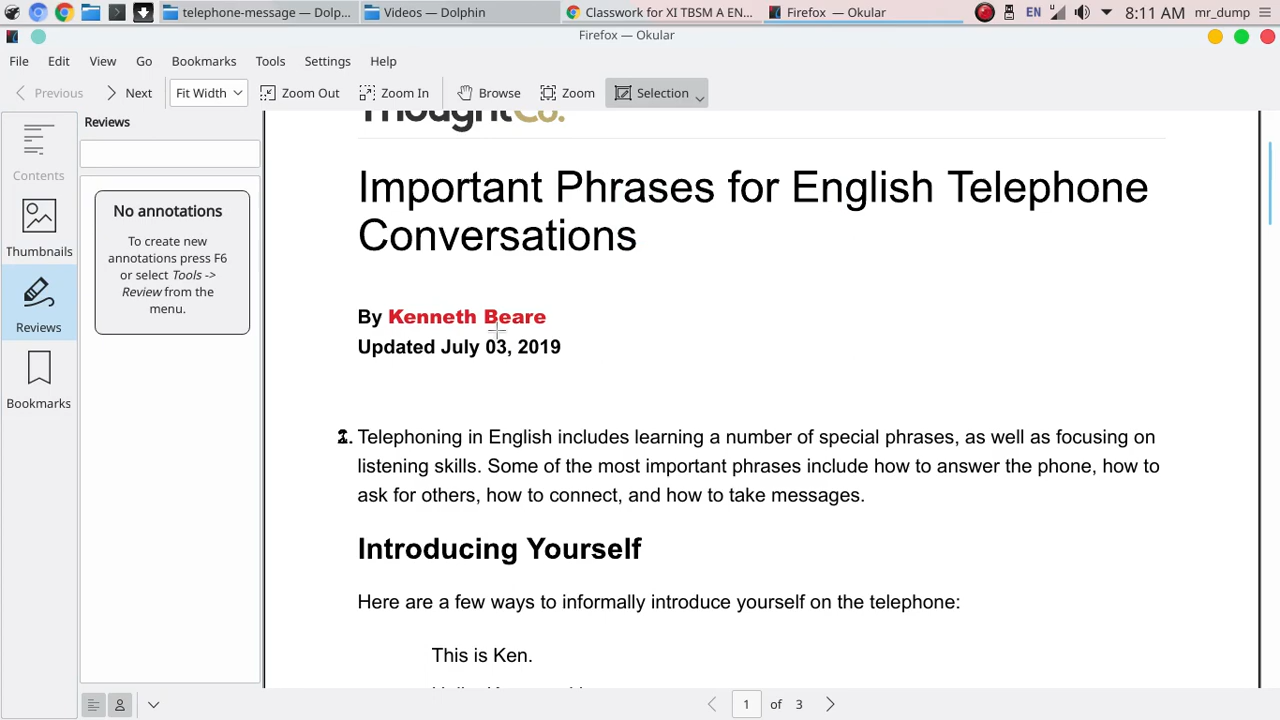 telephone-message — Dolp... Videos — Dolphin Classwork for XI TBSM A EN... Firefox — Okular EN 8:11 AM mr_dump
Firefox — Okular
File Edit View Go Bookmarks Tools Settings Help
Previous Next Fit Width Zoom Out Zoom In Browse Zoom Selection
Contents
Thumbnails
Reviews
Bookmarks
Reviews
No annotations
To create new
annotations press F6
or select Tools ->
Review from the
menu.
ThoughtCo.
Important Phrases for English Telephone
Conversations
By Kenneth Beare
Updated July 03, 2019
Telephoning in English includes learning a number of special phrases, as well as focusing on
listening skills. Some of the most important phrases include how to answer the phone, how to
ask for others, how to connect, and how to take messages.
Introducing Yourself
Here are a few ways to informally introduce yourself on the telephone:
This is Ken.
1 of 3